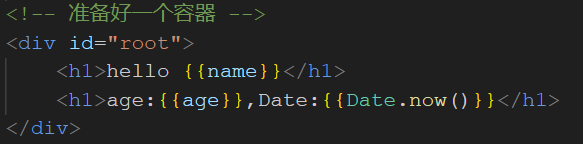 <!-- 准备好一个容器 -->
<div id="root">
    <h1>hello {{name}}</h1>
    <h1>age:{{age}},Date:{{Date.now()}}</h1>
</div>